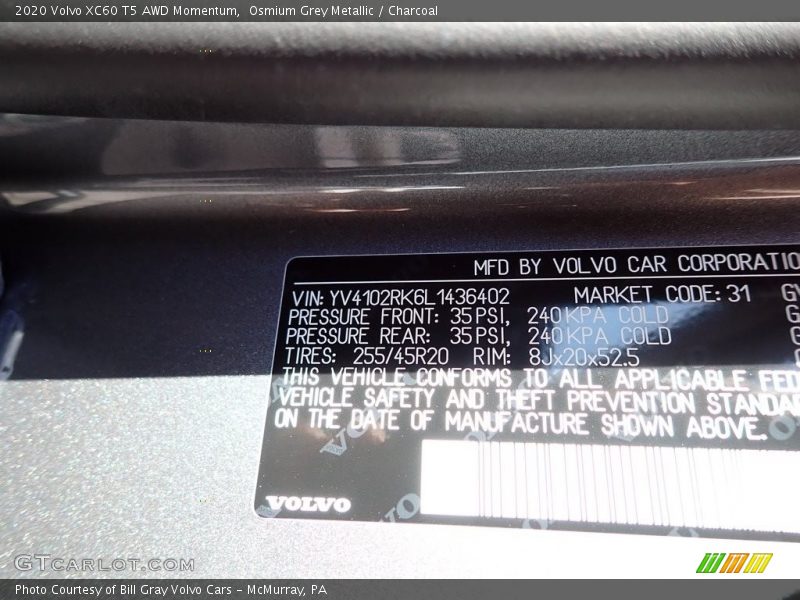 2020 Volvo XC60 T5 AWD Momentum,  Osmium Grey Metallic / Charcoal
MFD BY VOLVO CAR CORPORATIO
VIN: YV4102RK6L1436402 MARKET CODE: 31
PRESSURE FRONT: 35 PSI, 240 KPA COLD
PRESSURE REAR: 35 PSI, 240 KPA COLD
TIRES: 255/45R20 RIM: 8Jx20x52.5
THIS VEHICLE CONFORMS TO ALL APPLICABLE FED
VEHICLE SAFETY AND THEFT PREVENTION STANDA
ON THE DATE OF MANUFACTURE SHOWN ABOVE.
VOLVO
GTCARLOT.COM
Photo Courtesy of Bill Gray Volvo Cars - McMurray, PA